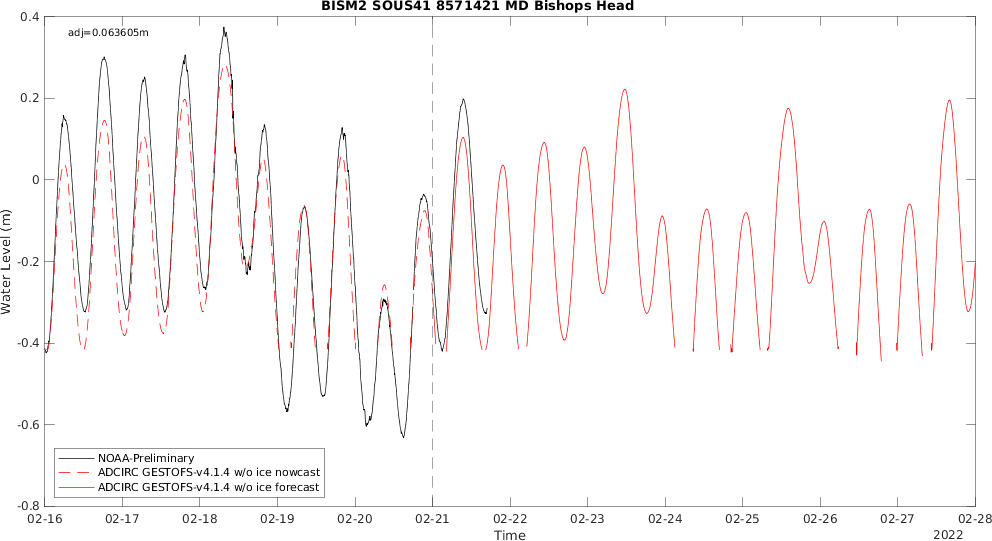 BISM2 SOUS41 8571421 MD Bishops Head
adj=0.063605m
0.4
0.2
0
-0.2
-0.4
-0.6
-0.8
Water Level (m)
NOAA-Preliminary
ADCIRC GESTOFS-v4.1.4 w/o ice nowcast
ADCIRC GESTOFS-v4.1.4 w/o ice forecast
02-16 02-17 02-18 02-19 02-20 02-21 02-22 02-23 02-24 02-25 02-26 02-27 02-28
Time
2022